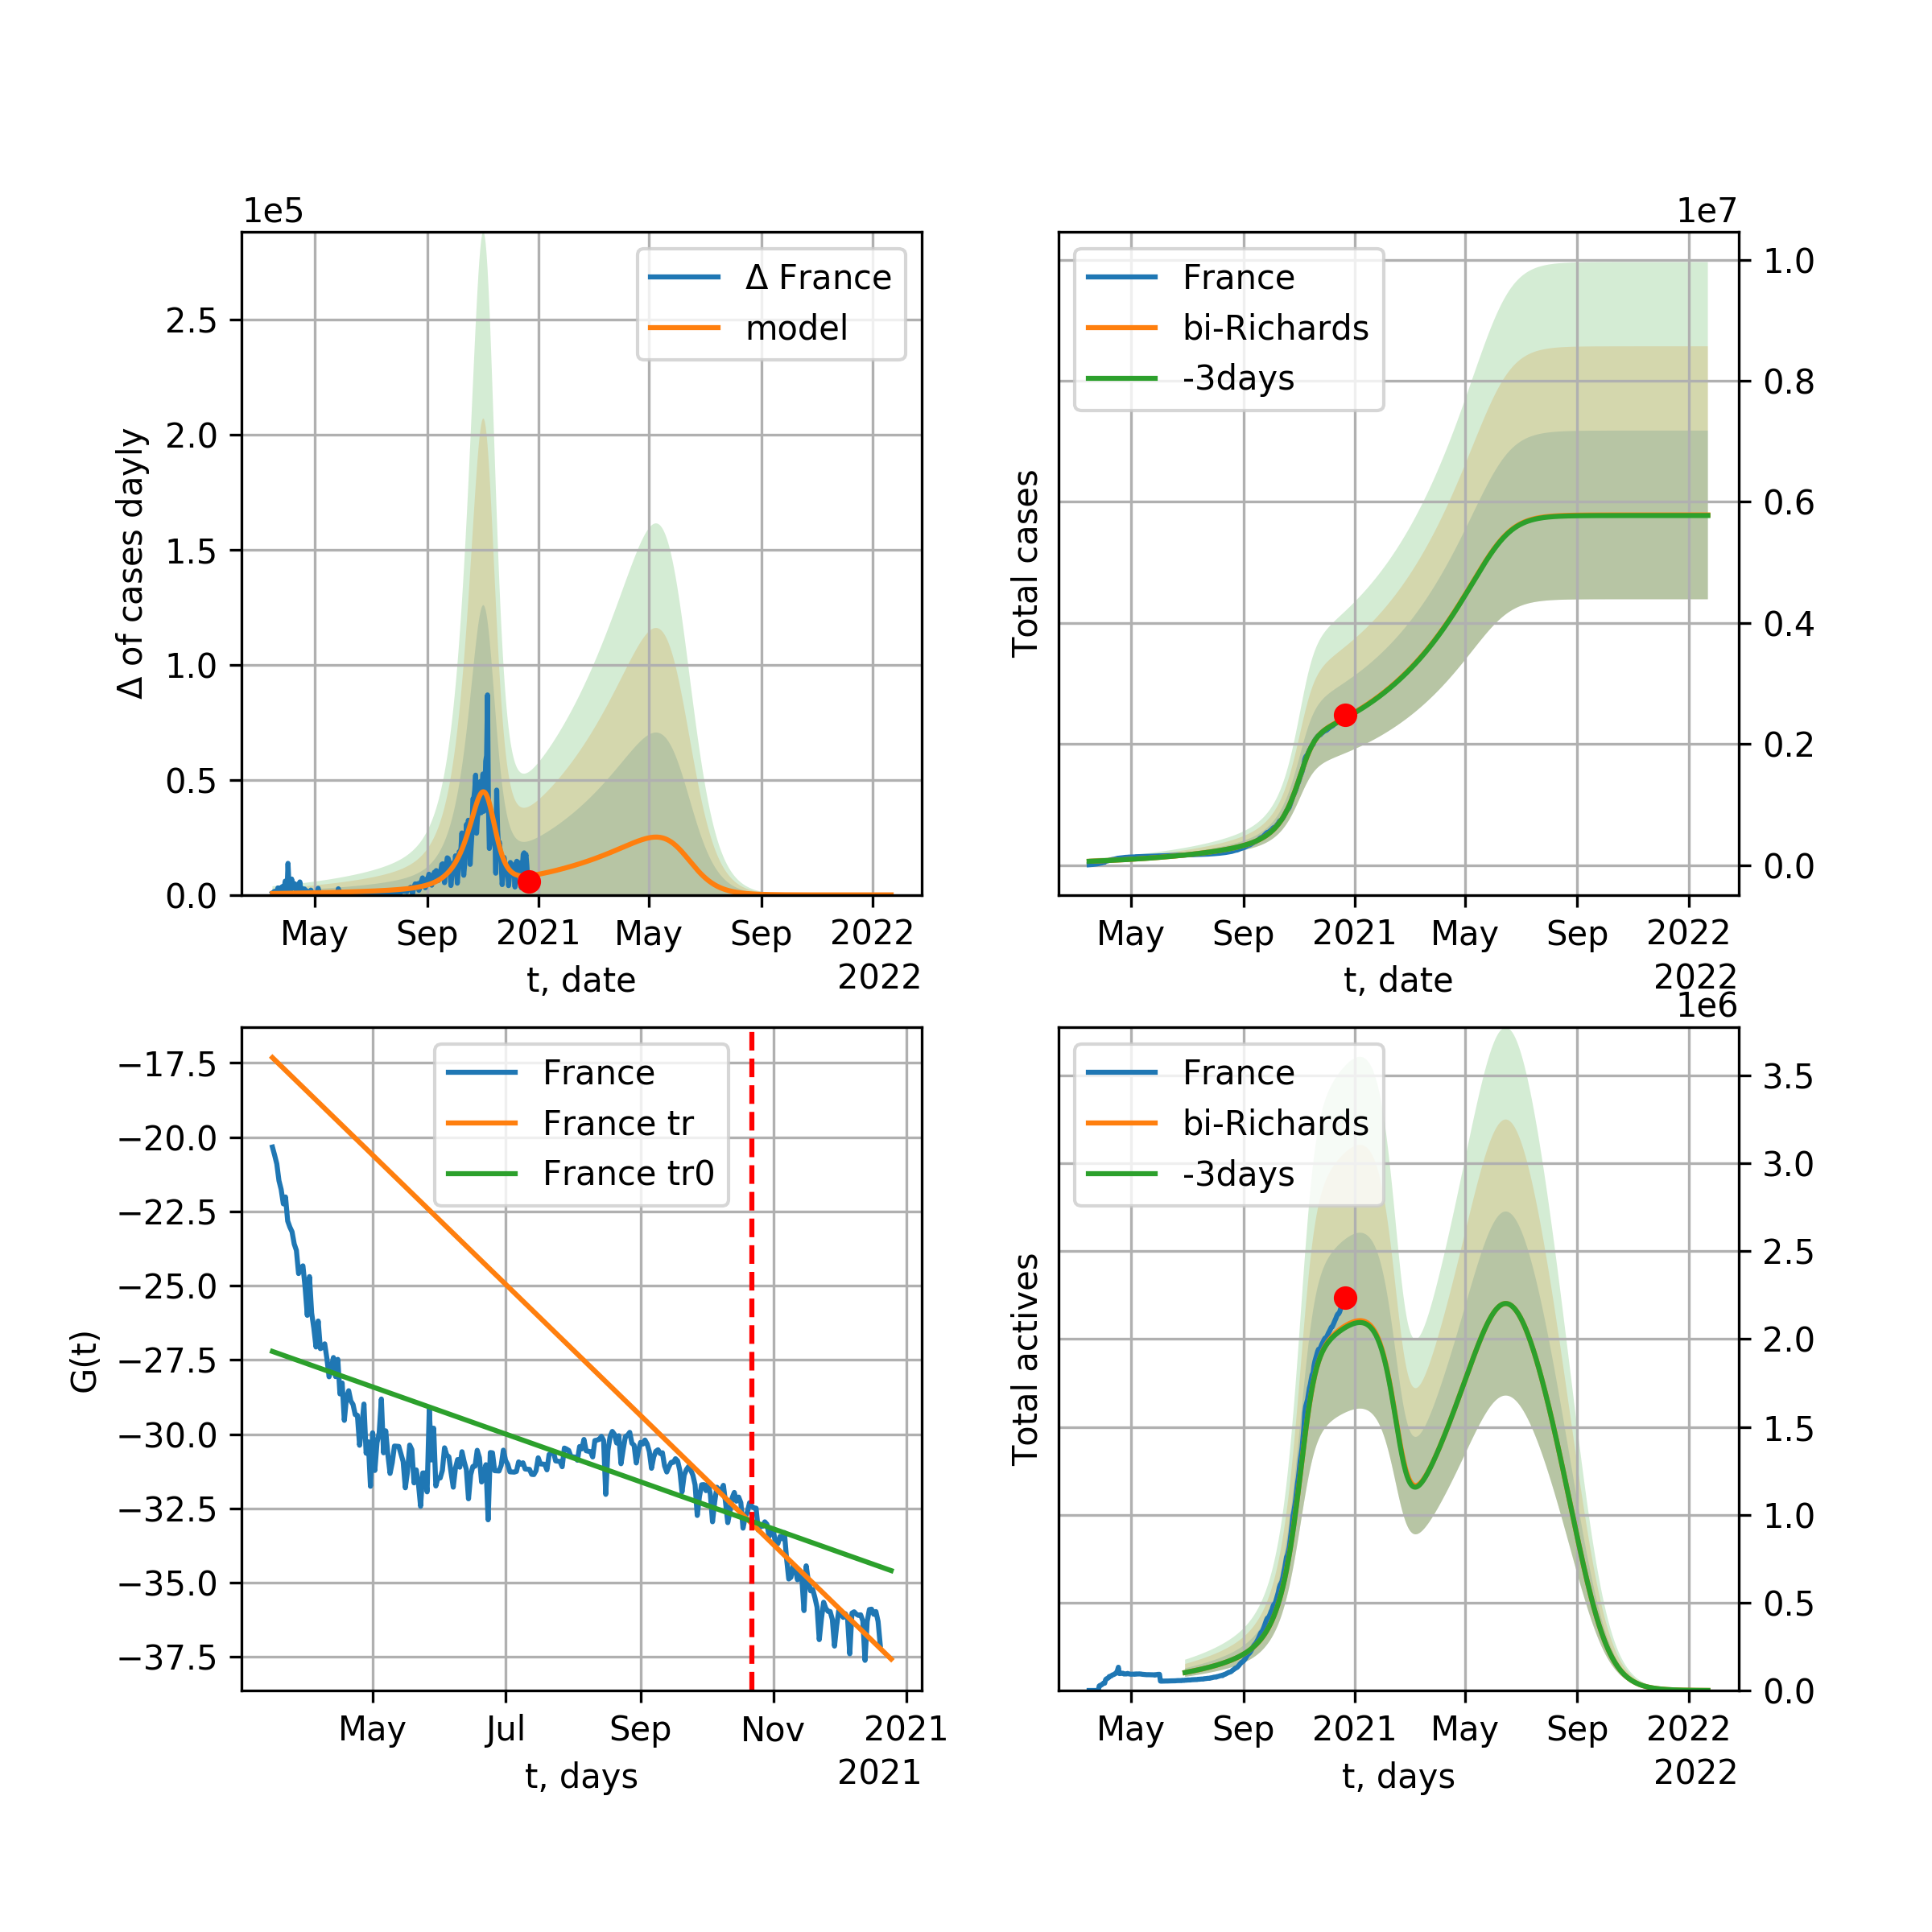 1e5
Δ of cases dayly
2.5
2.0
1.5
1.0
0.5
0.0
Δ France
model
May Sep 2021 May Sep 2022
t, date 2022
1e7
Total cases
France
bi-Richards
-3days
1.0
0.8
0.6
0.4
0.2
0.0
May Sep 2021 May Sep 2022
t, date 2022
G(t)
−17.5
−20.0
−22.5
−25.0
−27.5
−30.0
−32.5
−35.0
−37.5
France
France tr
France tr0
May Jul Sep Nov 2021
t, days 2021
1e6
Total actives
France
bi-Richards
-3days
3.5
3.0
2.5
2.0
1.5
1.0
0.5
0.0
May Sep 2021 May Sep 2022
t, days 2022